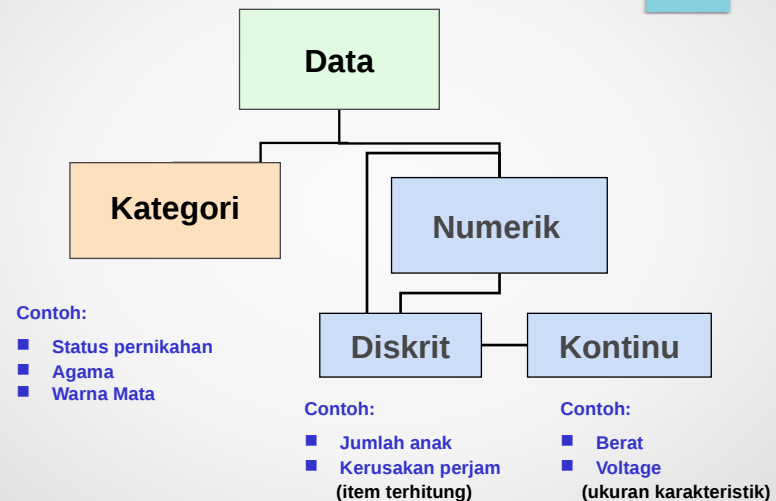 Data
Kategori
Numerik
Contoh:
Status pernikahan
Agama
Warna Mata
Diskrit
Kontinu
Contoh:
Jumlah anak
Kerusakan perjam
(item terhitung)
Contoh:
Berat
Voltage
(ukuran karakteristik)